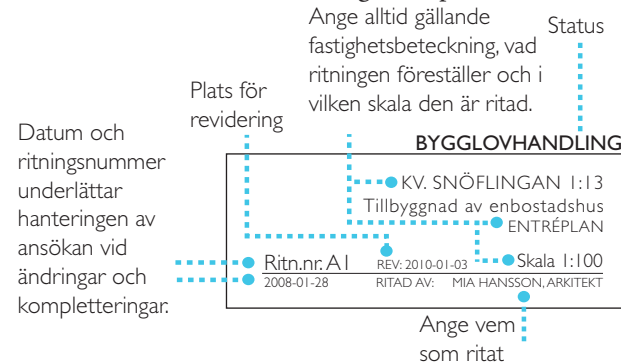 Ange alltid gällande
fastighetsbeteckning, vad
ritningen föreställer och i
vilken skala den är ritad.
Status
Plats för
revidering
Datum och
ritningsnummer
underlättar
hanteringen av
ansökan vid
ändringar och
kompletteringar.
BYGGLOVHANDLING
KV. SNÖFLINGAN 1:13
Tillbyggnad av enbostadshus
ENTRÉPLAN
Ritn.nr. A1
REV: 2010-01-03
Skala 1:100
2008-01-28
RITAD AV:
MIA HANSSON, ARKITEKT
Ange vem
som ritat